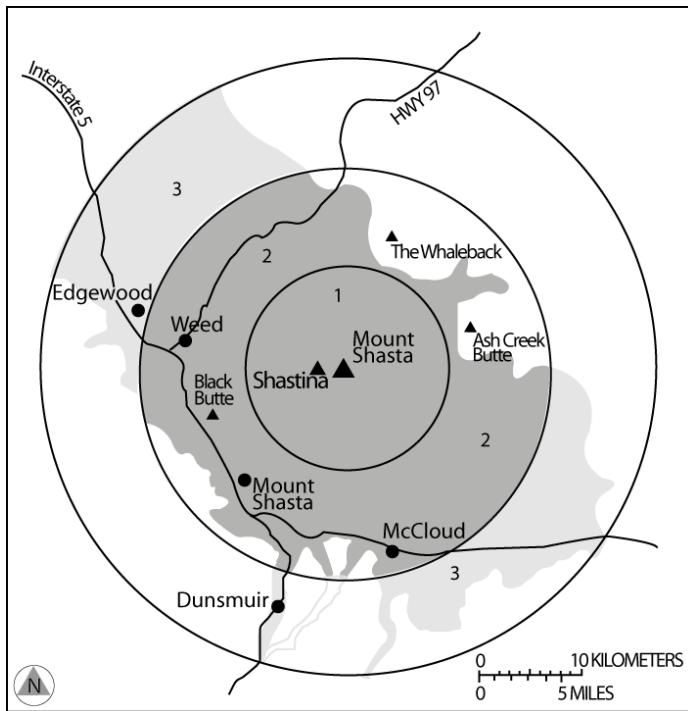 Interstate 5
HWY 97
3
2
The Whaleback
1
Edgewood
Weed
Mount
Shasta
Ash Creek
Butte
Shastina
Black
Butte
2
Mount
Shasta
McCloud
3
Dunsmuir
0 10 KILOMETERS
0 5 MILES
N